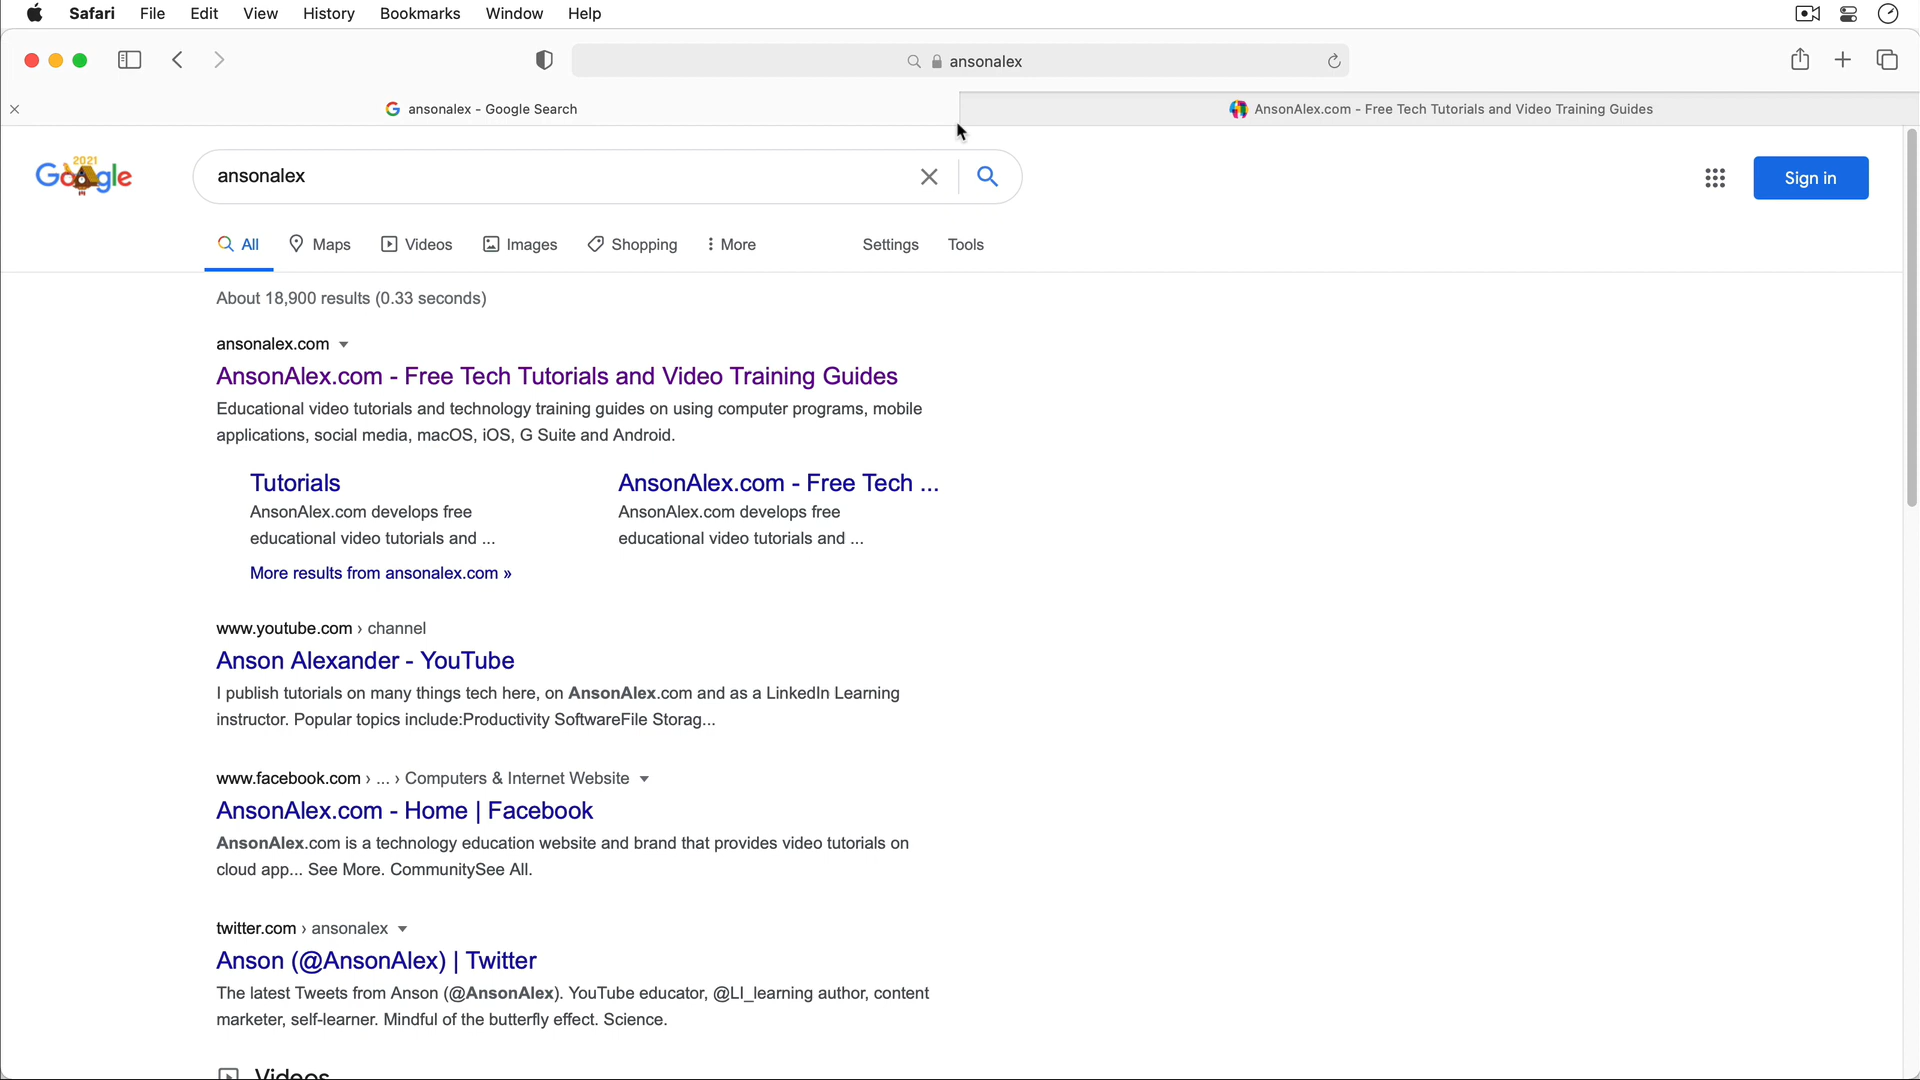 Safari File Edit View History Bookmarks Window Help
ansonalex
ansonalex - Google Search
AnsonAlex.com - Free Tech Tutorials and Video Training Guides
2021
Google
ansonalex
Sign in
All Maps Videos Images Shopping More Settings Tools
About 18,900 results (0.33 seconds)
ansonalex.com
AnsonAlex.com - Free Tech Tutorials and Video Training Guides
Educational video tutorials and technology training guides on using computer programs, mobile
applications, social media, macOS, iOS, G Suite and Android.
Tutorials
AnsonAlex.com develops free
educational video tutorials and ...
AnsonAlex.com - Free Tech ...
AnsonAlex.com develops free
educational video tutorials and ...
More results from ansonalex.com »
www.youtube.com › channel
Anson Alexander - YouTube
I publish tutorials on many things tech here, on AnsonAlex.com and as a LinkedIn Learning
instructor. Popular topics include:Productivity SoftwareFile Storag...
www.facebook.com › ... › Computers & Internet Website
AnsonAlex.com - Home | Facebook
AnsonAlex.com is a technology education website and brand that provides video tutorials on
cloud app... See More. CommunitySee All.
twitter.com › ansonalex
Anson (@AnsonAlex) | Twitter
The latest Tweets from Anson (@AnsonAlex). YouTube educator, @LI_learning author, content
marketer, self-learner. Mindful of the butterfly effect. Science.
Videos